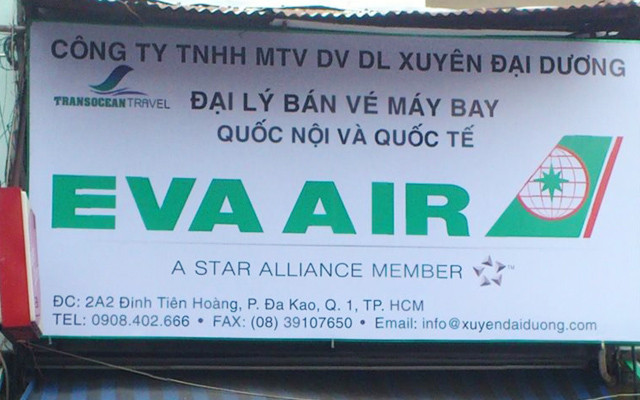 CÔNG TY TNHH MTV DV DL XUYÊN ĐẠI DƯƠNG
TRANSOCEAN TRAVEL
ĐẠI LÝ BÁN VÉ MÁY BAY
QUỐC NỘI VÀ QUỐC TẾ
EVA AIR
A STAR ALLIANCE MEMBER ™
ĐC: 2A2 Đinh Tiên Hoàng, P. Đa Kao, Q. 1, TP. HCM
TEL: 0908.402.666 • FAX: (08) 39107650 • Email: info@xuyendaiduong.com